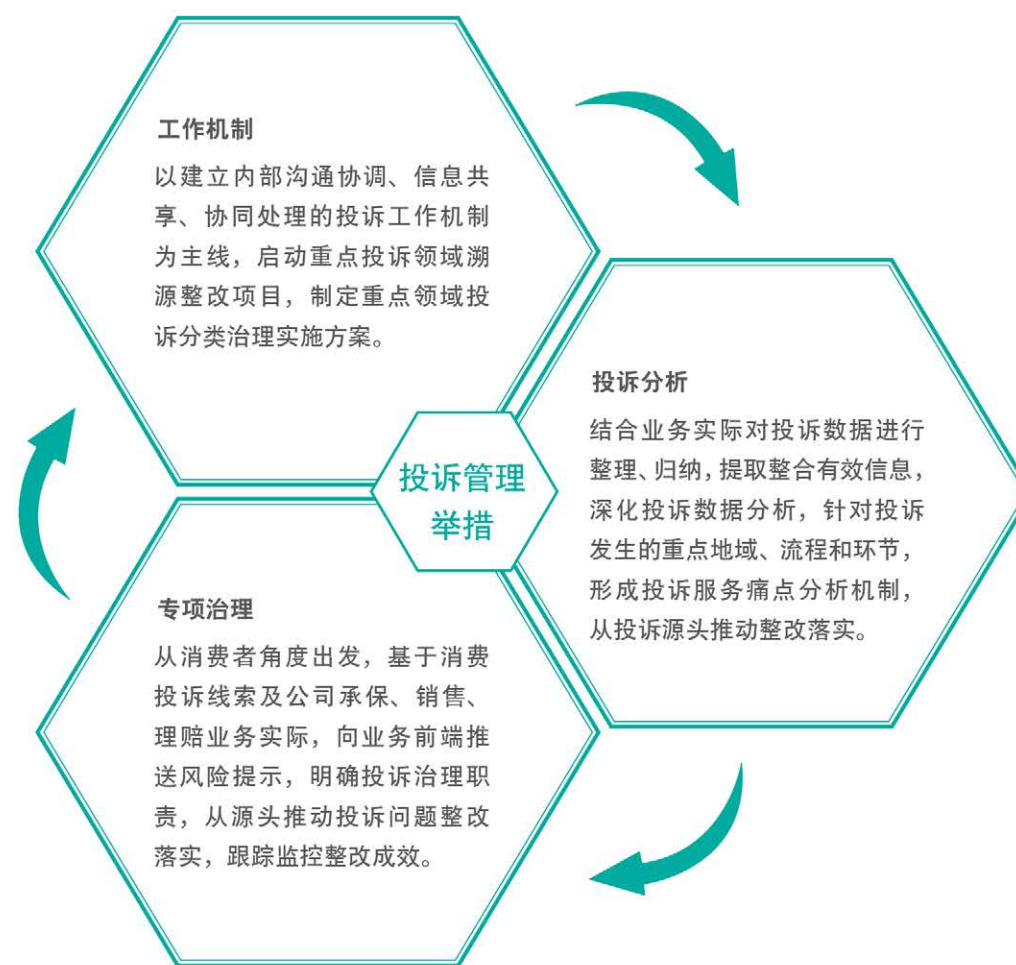 工作机制
以建立内部沟通协调、信息共
享、协同处理的投诉工作机制
为主线，启动重点投诉领域溯
源整改项目，制定重点领域投
诉分类治理实施方案。
投诉分析
结合业务实际对投诉数据进行
整理、归纳，提取整合有效信息，
深化投诉数据分析，针对投诉
发生的重点地域、流程和环节，
形成投诉服务痛点分析机制，
从投诉源头推动整改落实。
投诉管理
举措
专项治理
从消费者角度出发，基于消费
投诉线索及公司承保、销售、
理赔业务实际，向业务前端推
送风险提示，明确投诉治理职
责，从源头推动投诉问题整改
落实，跟踪监控整改成效。